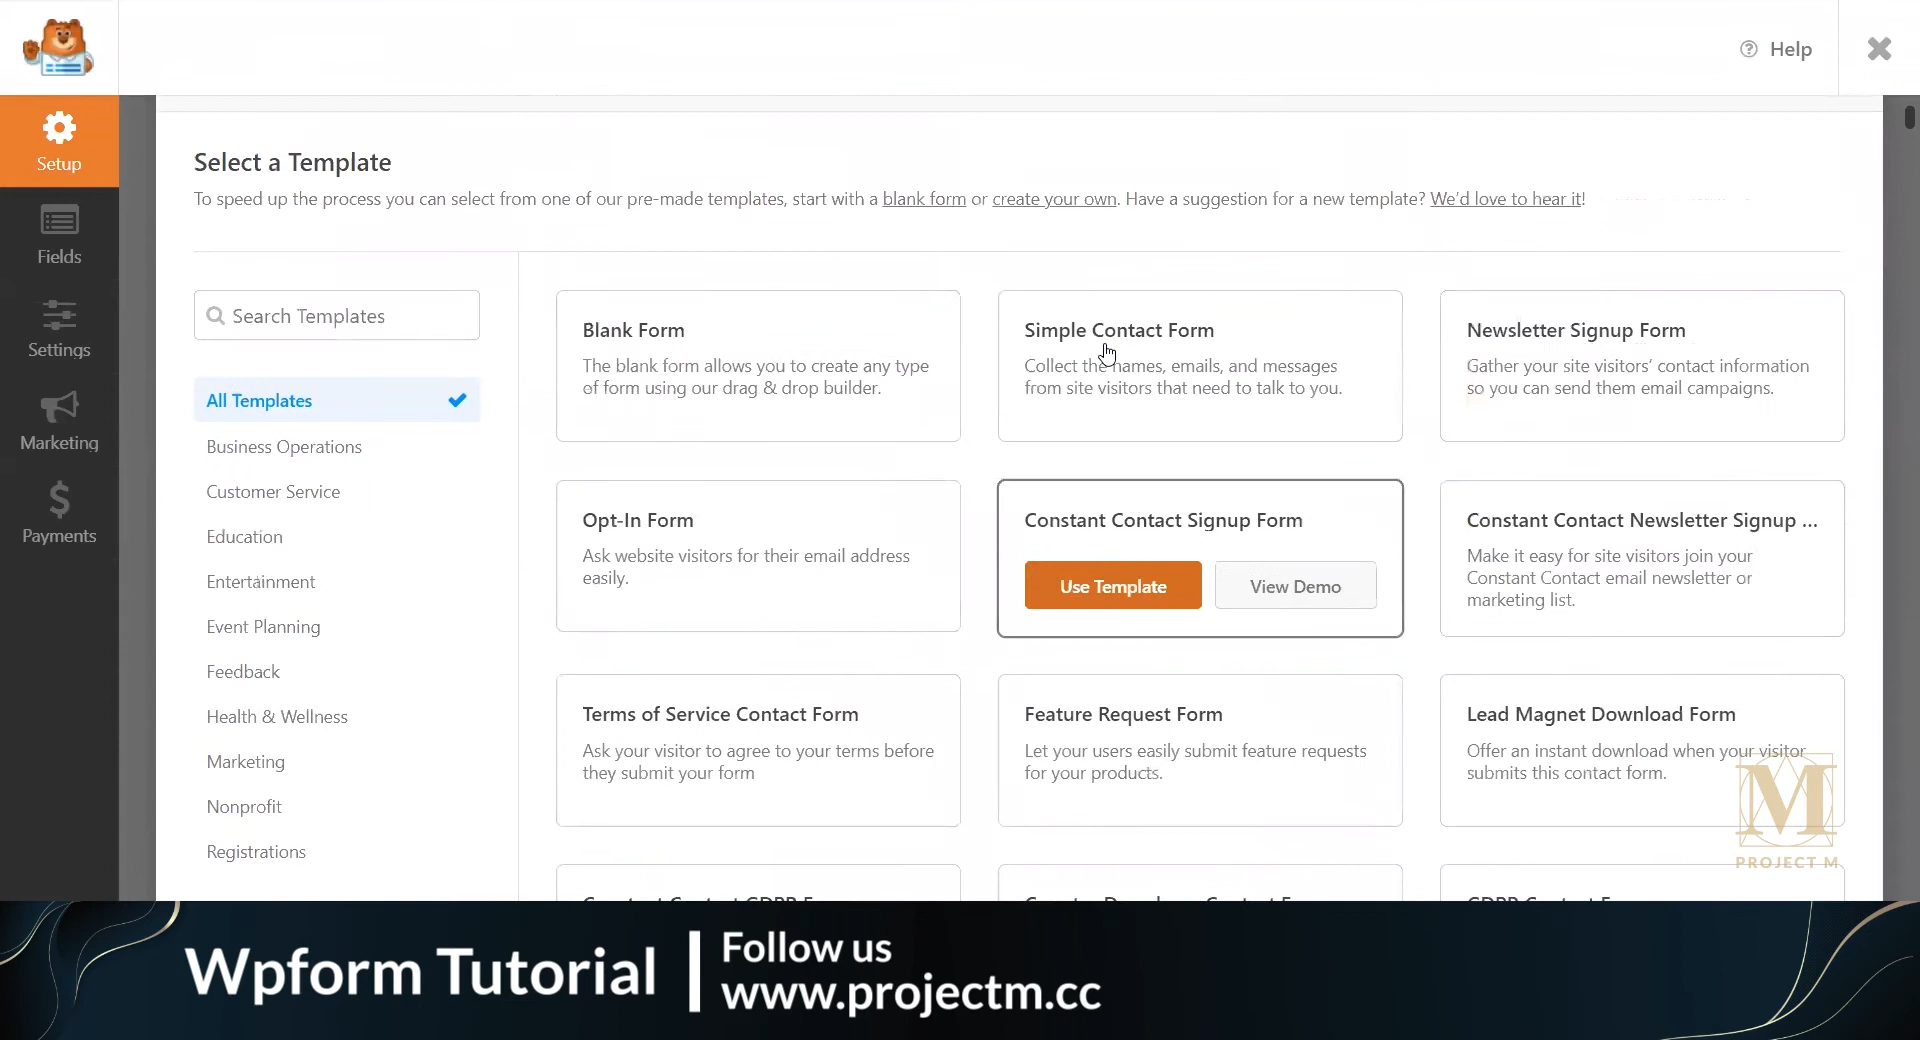 Help
Setup
Fields
Settings
Marketing
Payments
Select a Template
To speed up the process you can select from one of our pre-made templates, start with a blank form or create your own. Have a suggestion for a new template? We'd love to hear it!
Search Templates
All Templates
Business Operations
Customer Service
Education
Entertainment
Event Planning
Feedback
Health & Wellness
Marketing
Nonprofit
Registrations
Blank Form
The blank form allows you to create any type
of form using our drag & drop builder.
Simple Contact Form
Collect the names, emails, and messages
from site visitors that need to talk to you.
Newsletter Signup Form
Gather your site visitors' contact information
so you can send them email campaigns.
Opt-In Form
Ask website visitors for their email address
easily.
Constant Contact Signup Form
Use Template
View Demo
Constant Contact Newsletter Signup ...
Make it easy for site visitors join your
Constant Contact email newsletter or
marketing list.
Terms of Service Contact Form
Ask your visitor to agree to your terms before
they submit your form
Feature Request Form
Let your users easily submit feature requests
for your products.
Lead Magnet Download Form
Offer an instant download when your visitor
submits this contact form.
M
PROJECT M
Wpform Tutorial
Follow us
www.projectm.cc